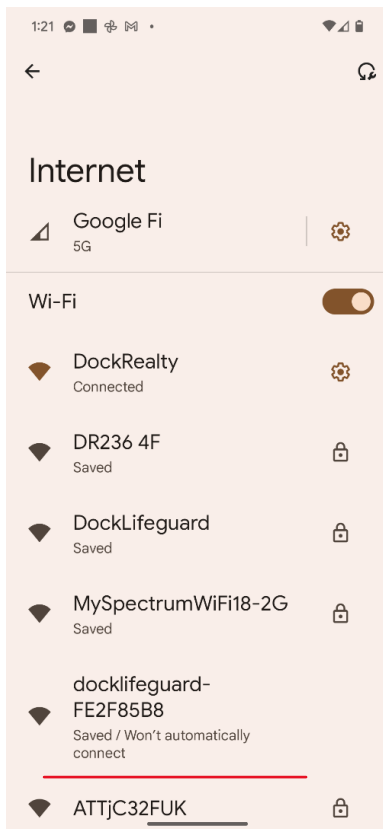 1:21
Internet
Google Fi
5G
Wi-Fi
DockRealty
Connected
DR236 4F
Saved
DockLifeguard
Saved
MySpectrumWiFi18-2G
Saved
docklifeguard-
FE2F85B8
Saved / Won't automatically
connect
ATTjC32FUK